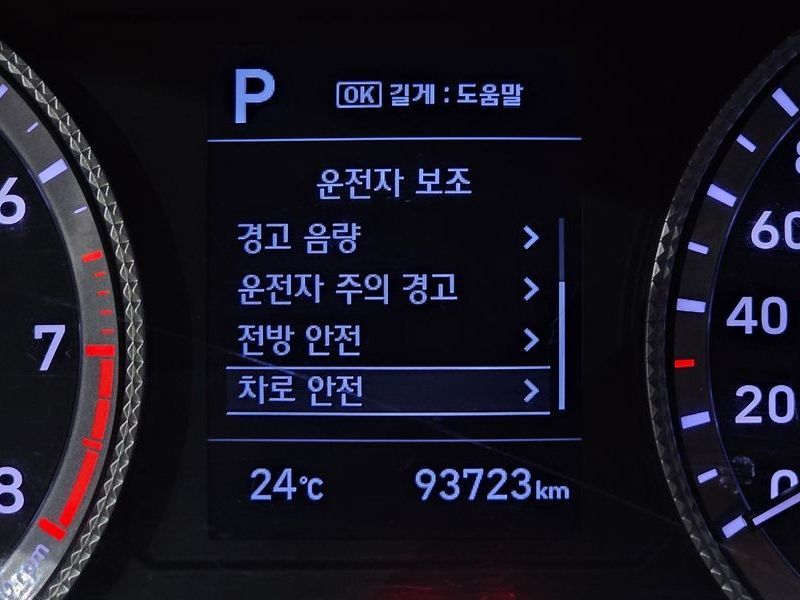 P
OK 길게 : 도움말
운전자 보조
경고 음량
운전자 주의 경고
전방 안전
차로 안전
24℃ 93723km
6
7
8
60
40
20
0